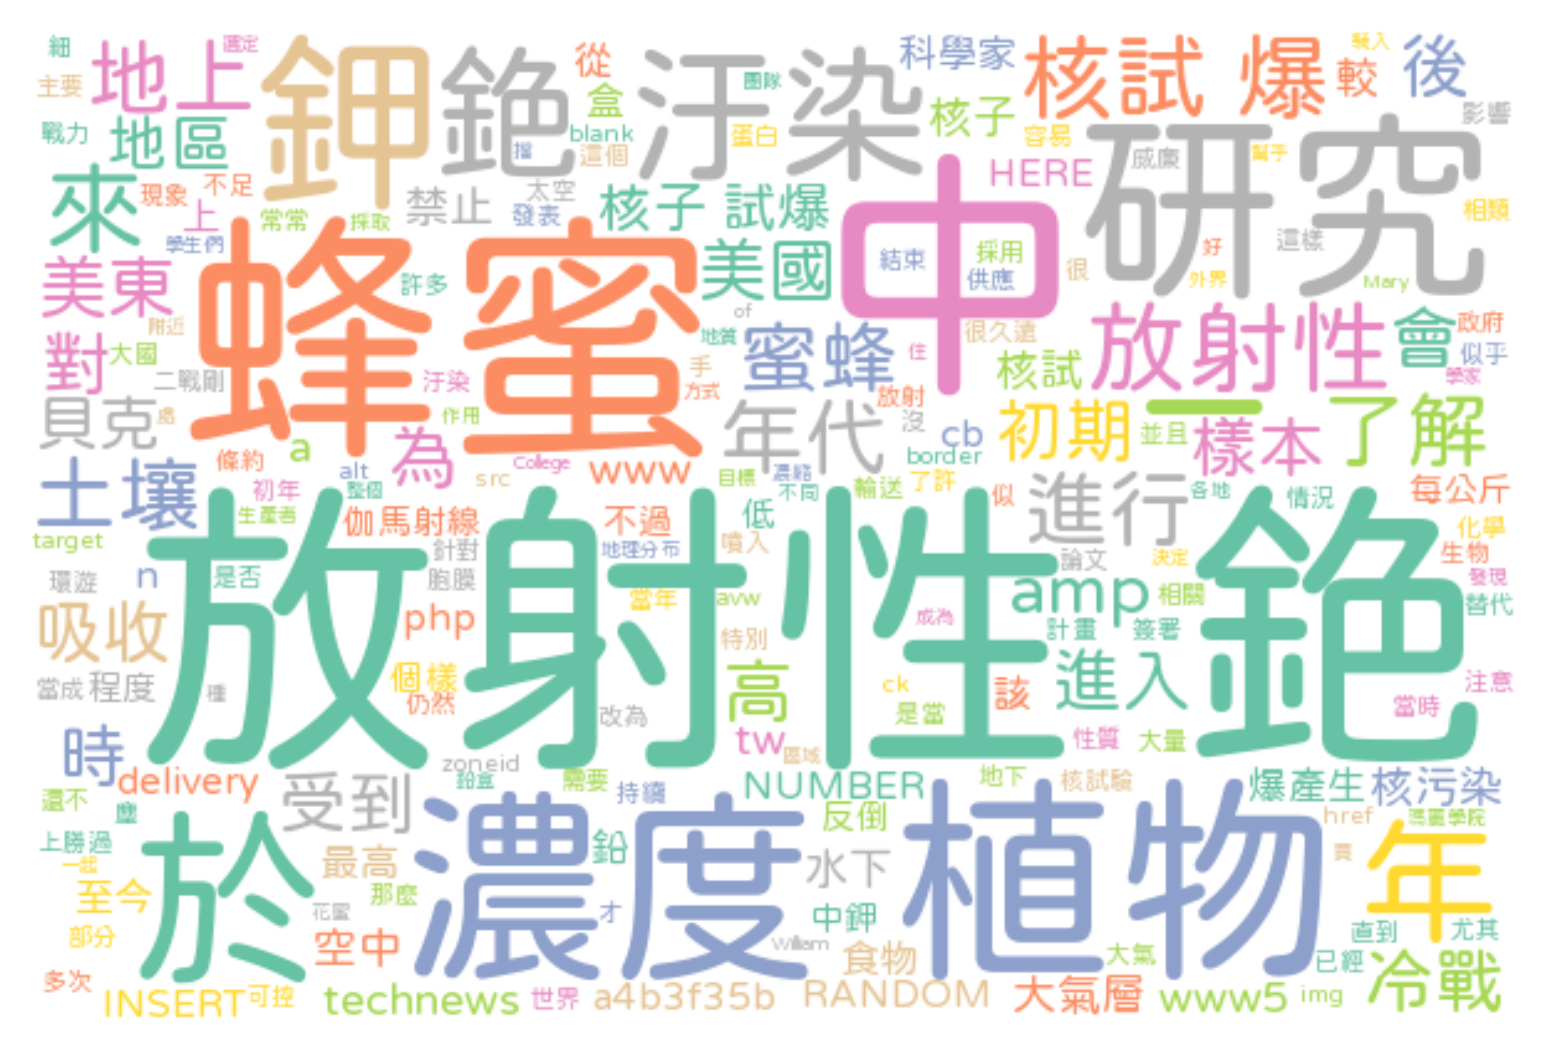 細
主要
戰力
地上
選定
地區
鉀
銫
汙染
從
盒
blank
這個
擋
團隊
蛋白
科學家
核子
核試 爆
容易
裝入
較
後
影響
來
現象
不足
上
常常
採取
學生們
禁止
太空
發表
核子 試爆
HERE
中
研究
威廉
幫手
相類
這樣
美東
蜂蜜
許多
美國
結束
採用
供應
很
好
外界
Mary
附近
對
大國
二戰剛
汙染
of
地質
手
方式
蜜蜂
很久遠
住
核試
放射性
會
政府
似乎
學家
貝克
處
作用
放射
年代
沒
初期
一
並且
樣本
了解
土壤
條約
a
alt
為
src
College
www
cb
border
初年
整個
目標
濃縮
不同
輸送
了許
似
進行
各地
情況
每公斤
target
生產者
伽馬射線
不過
低
化學
環遊
n
是否
針對
胞膜
地理分布
噴入
論文
決定
生物
發現
放射性銫
吸收
php
當年
avw
amp
相關
替代
成為
計畫
簽署
特別
當成
程度
種
個樣
仍然
改為
高
ck
是當
該
進入
注意
當時
時
delivery
zoneid
鉛盒
tw
區域
性質
大量
還不
塵
受到
需要
持續
NUMBER
地下
核試驗
爆產生
核污染
上勝過
於
濃度
鉛
反倒
植物
href
瑪麗學院
一起
最高
水下
買
年
至今
那麼
花蜜
才
中鉀
部分
空中
William
食物
大氣
直到
尤其
多次
已經
冷戰
INSERT
可控
technews
世界
a4b3f35b
RANDOM
大氣層
www5
img